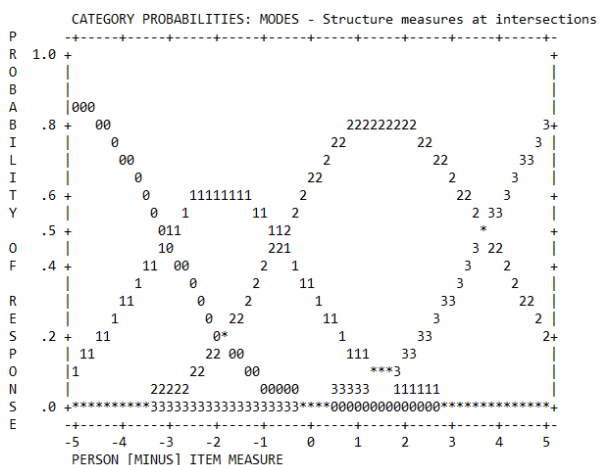 CATEGORY PROBABILITIES: MODES - Structure measures at intersections
P      -+-----+-----+-----+-----+-----+-----+-----+-----+-----+-----+-
R  1.0 +                                                             +
O      |                                                             |
B      |                                                             |
A      |000                                                          |
B   .8 +   00                              222222222                3+
I      |     0                           22         22             3 |
L      |      00                        2             22         33  |
I      |        0                     22                2       3    |
T   .6 +         0     11111111      2                   22    3     |
Y      |          0   1        11   2                      2 33      |
    .5 +           011           112                        *        +
O      |           10            221                       3 22      |
F   .4 +         11  00         2   1                     3    2     +
       |        1      0       2     11                  3      2    |
R      |      11        0     2        1               33        22  |
E      |     1           0  22          11            3            2 |
S   .2 +   11             0*              1         33              2+
P      | 11              22 00             111    33                 |
O      |1              22     00              ***3                   |
N      |          22222         00000    33333   111111              |
S   .0 +**********3333333333333333333****00000000000000**************+
E      -+-----+-----+-----+-----+-----+-----+-----+-----+-----+-----+-
       -5    -4    -3    -2    -1     0     1     2     3     4     5
        PERSON [MINUS] ITEM MEASURE